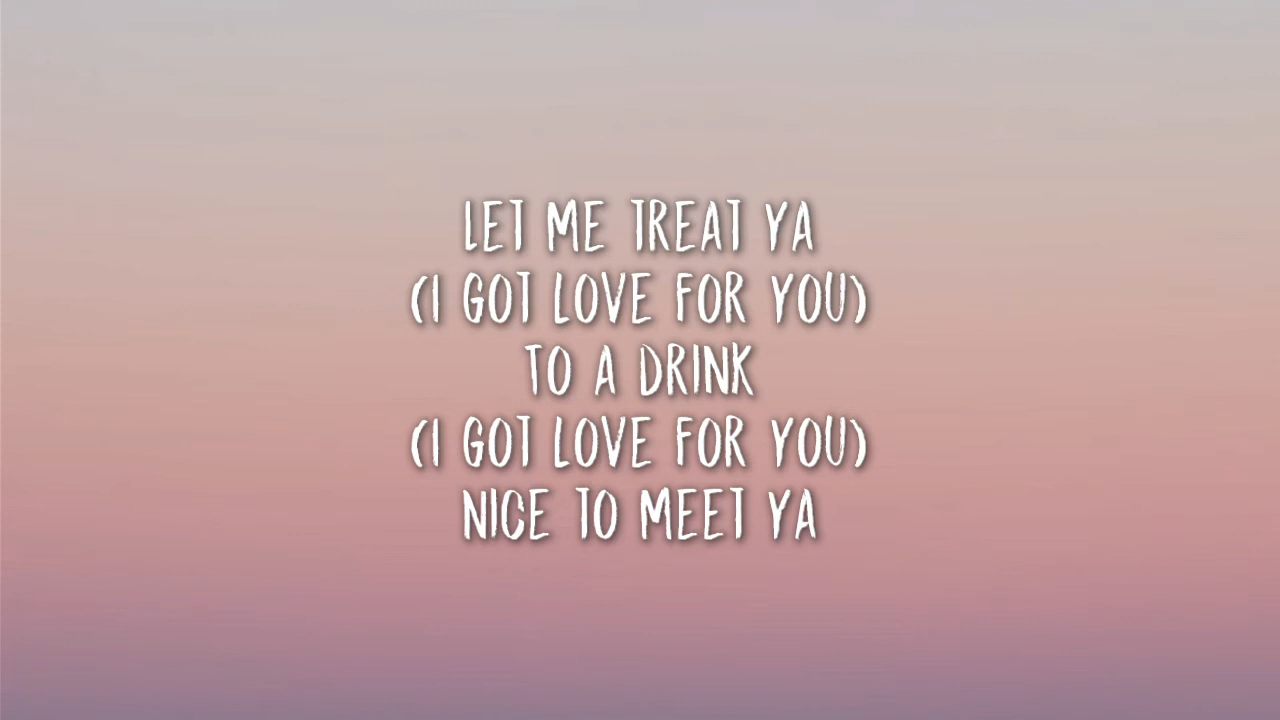 LET ME TREAT YA
(I GOT LOVE FOR YOU)
TO A DRINK
(I GOT LOVE FOR YOU)
NICE TO MEET YA